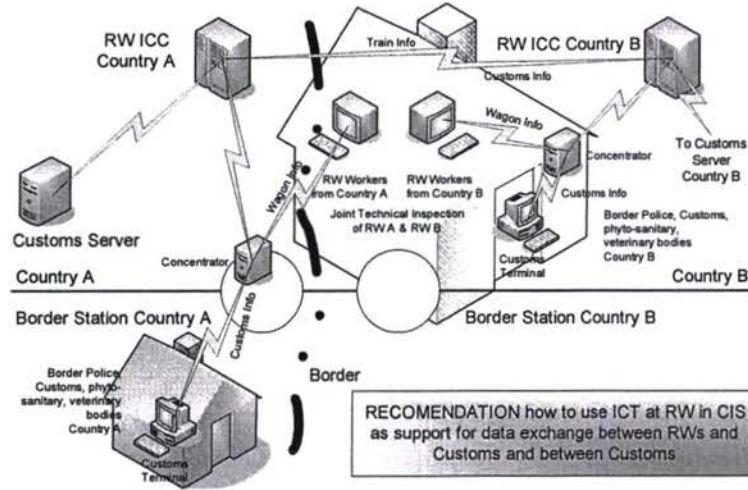 RW ICC
Country A
Train Info
Customs Info
RW ICC Country B
Wagon Info
Wagon Info
RW Workers
from Country A
RW Workers
from Country B
Joint Technical Inspection
of RW A & RW B
Concentrator
Customs Info
To Customs
Server
Country B
Customs Server
Concentrator
Customs
Terminal
Border Police, Customs,
phyto-sanitary,
veterinary bodies
Country B
Country A
Country B
Border Station Country A
Border Station Country B
Customs Info
Border Police,
Customs, phyto-
sanitary, veterinary
bodies
Country A
Customs
Terminal
Border
RECOMENDATION how to use ICT at RW in CIS
as support for data exchange between RWs and
Customs and between Customs